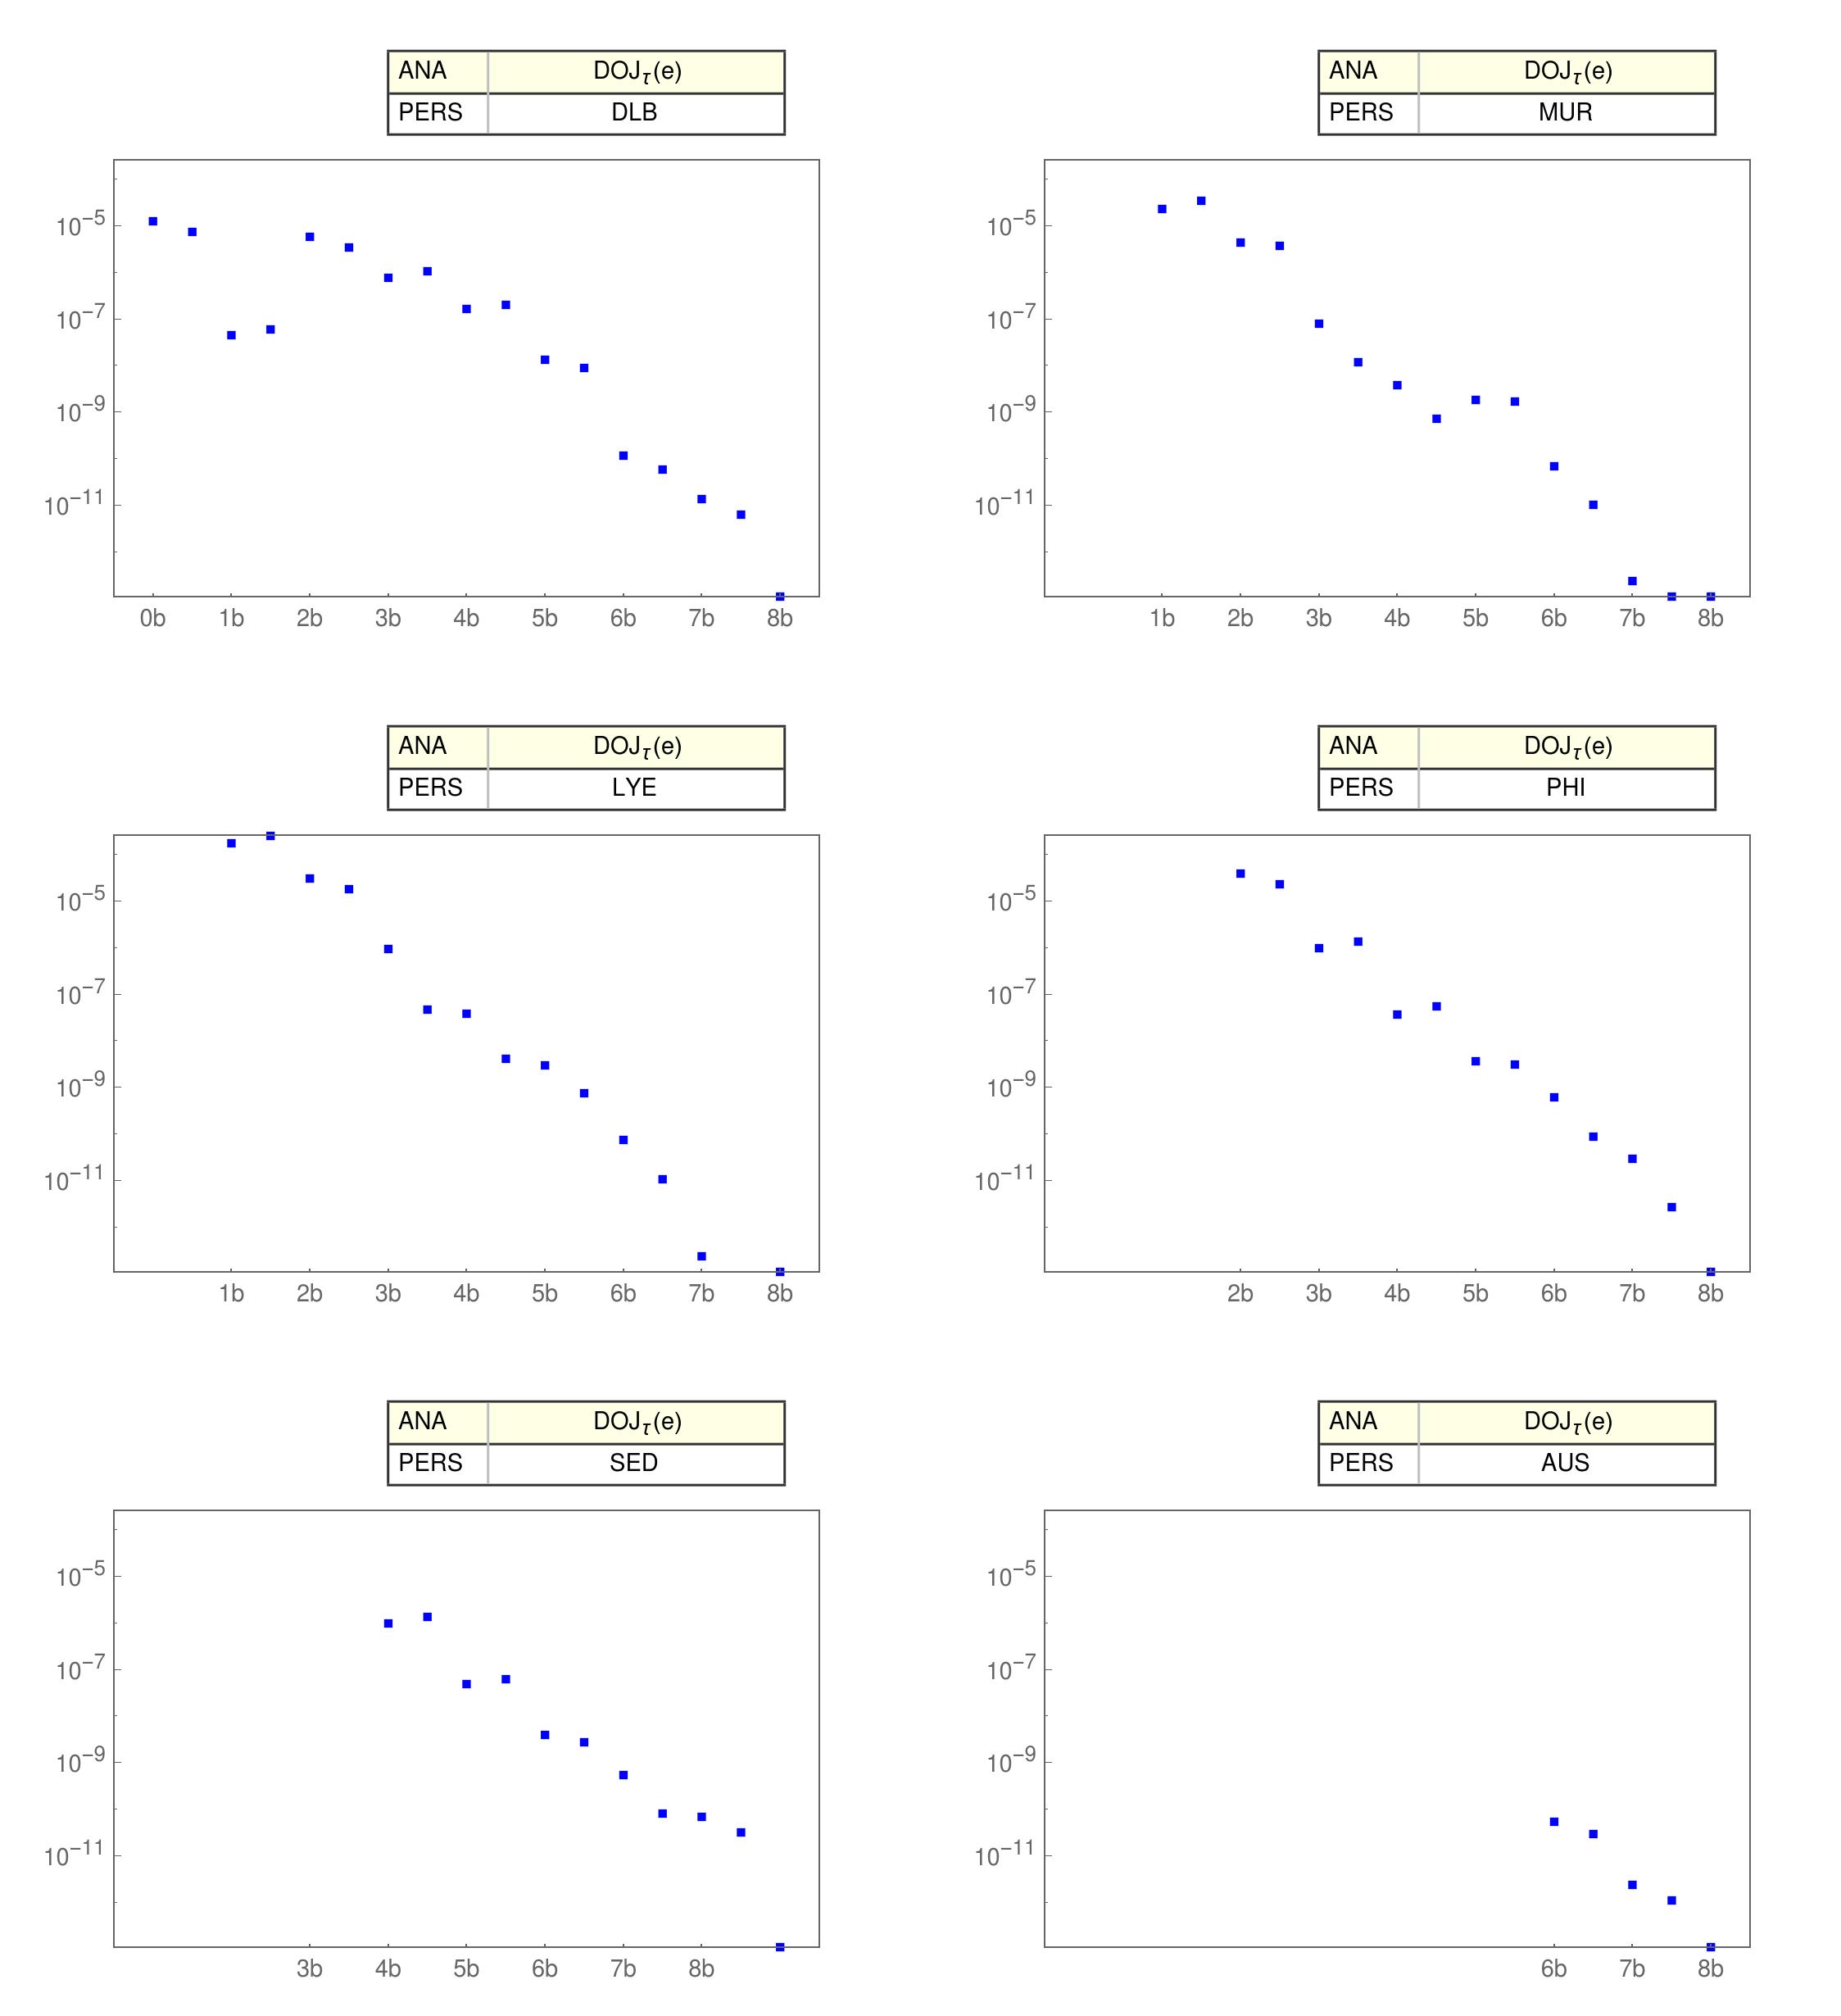 ANA DOJτ(e)
PERS DLB
10−5
10−7
10−9
10−11
0b 1b 2b 3b 4b 5b 6b 7b 8b
ANA DOJτ(e)
PERS MUR
10−5
10−7
10−9
10−11
1b 2b 3b 4b 5b 6b 7b 8b
ANA DOJτ(e)
PERS LYE
10−5
10−7
10−9
10−11
1b 2b 3b 4b 5b 6b 7b 8b
ANA DOJτ(e)
PERS PHI
10−5
10−7
10−9
10−11
2b 3b 4b 5b 6b 7b 8b
ANA DOJτ(e)
PERS SED
10−5
10−7
10−9
10−11
3b 4b 5b 6b 7b 8b
ANA DOJτ(e)
PERS AUS
10−5
10−7
10−9
10−11
6b 7b 8b